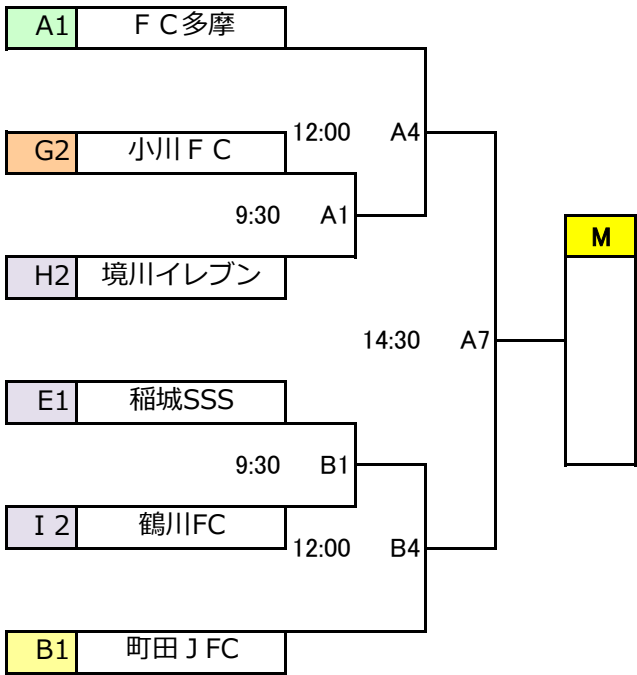 A1 ＦＣ多摩
12:00 A4
G2 小川ＦＣ
9:30 A1
M
H2 境川イレブン
14:30 A7
E1 稲城SSS
9:30 B1
Ｉ2 鶴川FC
12:00 B4
B1 町田ＪFC